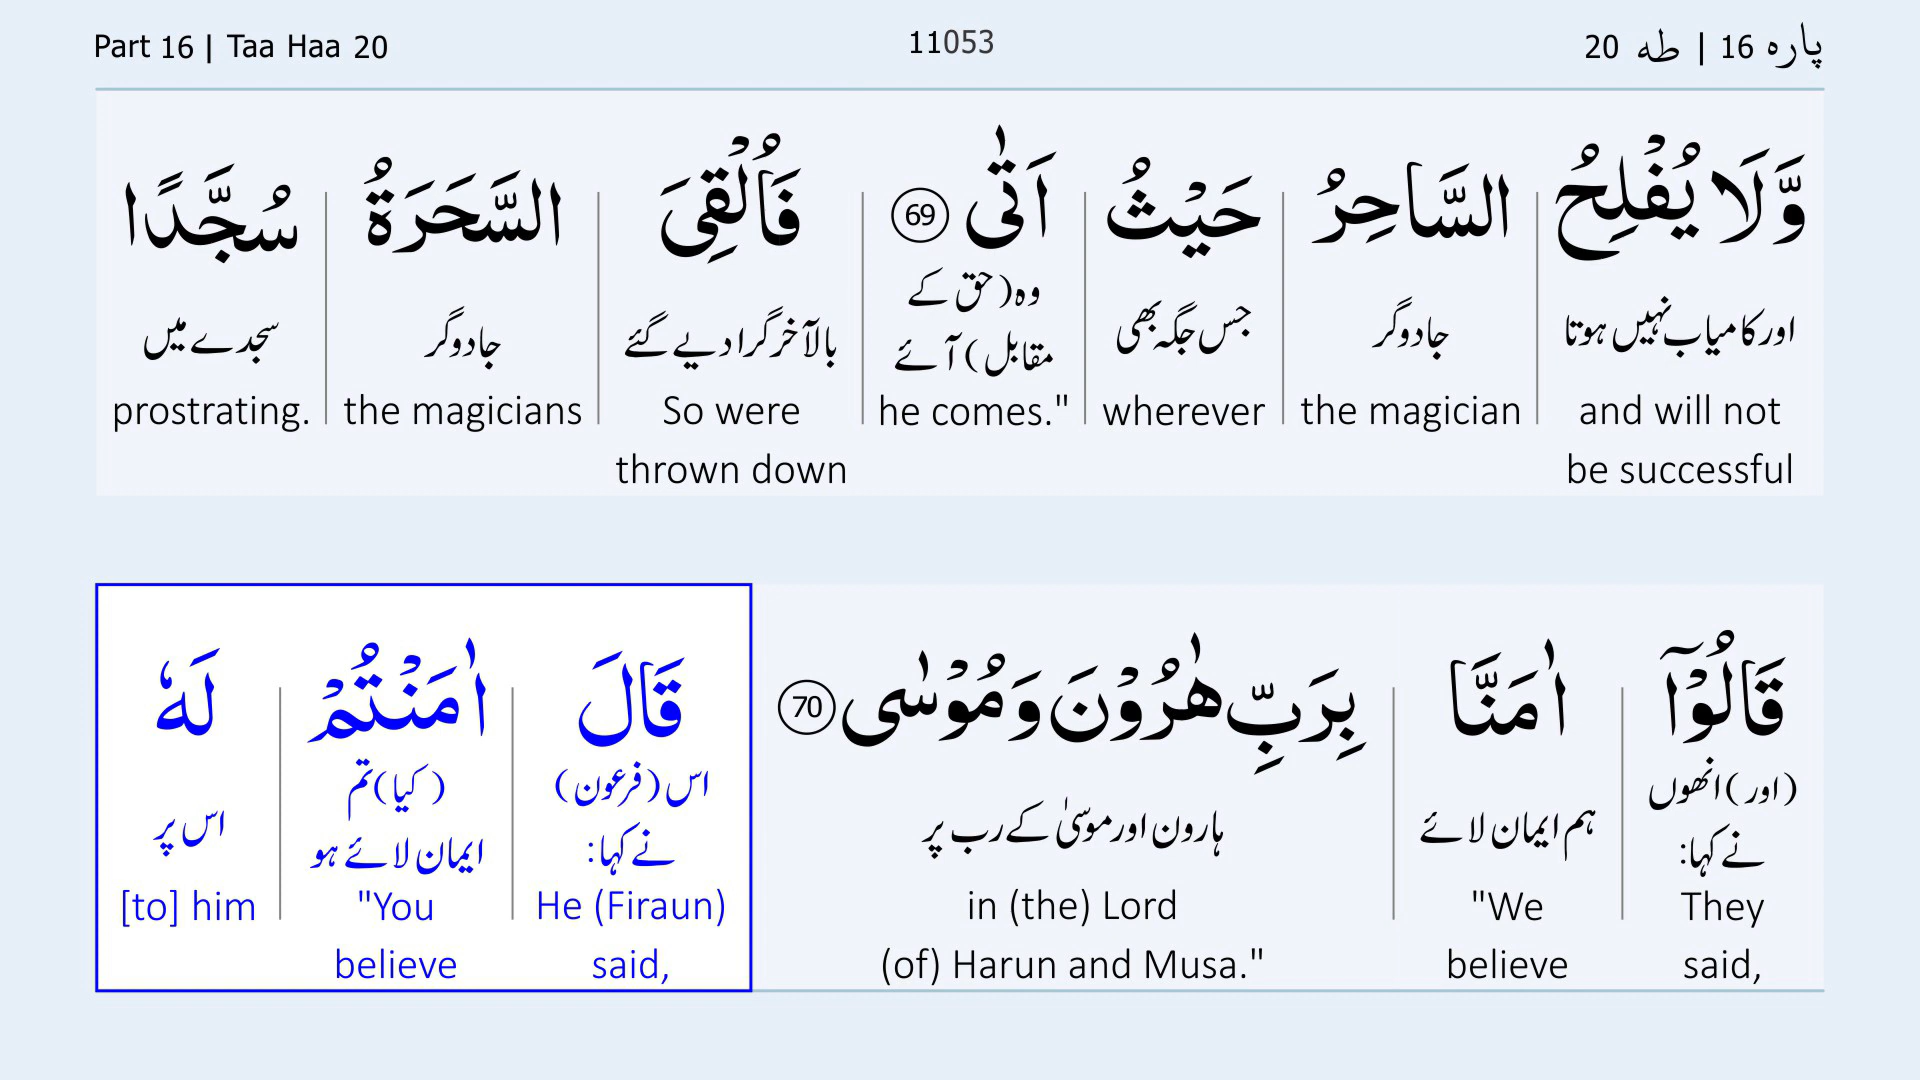 Part 16 | Taa Haa 20
11053
پاره 16 | طه 20
وَّلَا يُفْلِحُ السَّاحِرُ حَيْثُ اَتٰى 69 فَاُلْقِىَ السَّحَرَةُ سُجَّدًا
اور کامیاب نہیں ہوتا جادوگر جس جگہ بھی وہ (حق کے مقابل) آئے بالآخر گرا دیے گئے جادوگر سجدے میں
and will not be successful the magician wherever he comes." So were thrown down the magicians prostrating.
قَالُوْٓا اٰمَنَّا بِرَبِّ هٰرُوْنَ وَمُوْسٰى 70 قَالَ اٰمَنْتُمْ لَهٗ
(اور) انھوں نے کہا: ہم ایمان لائے ہارون اور موسیٰ کے رب پر اس (فرعون) نے کہا: (کیا) تم ایمان لائے ہو اس پر
They said, "We believe in (the) Lord (of) Harun and Musa." He (Firaun) said, "You believe [to] him